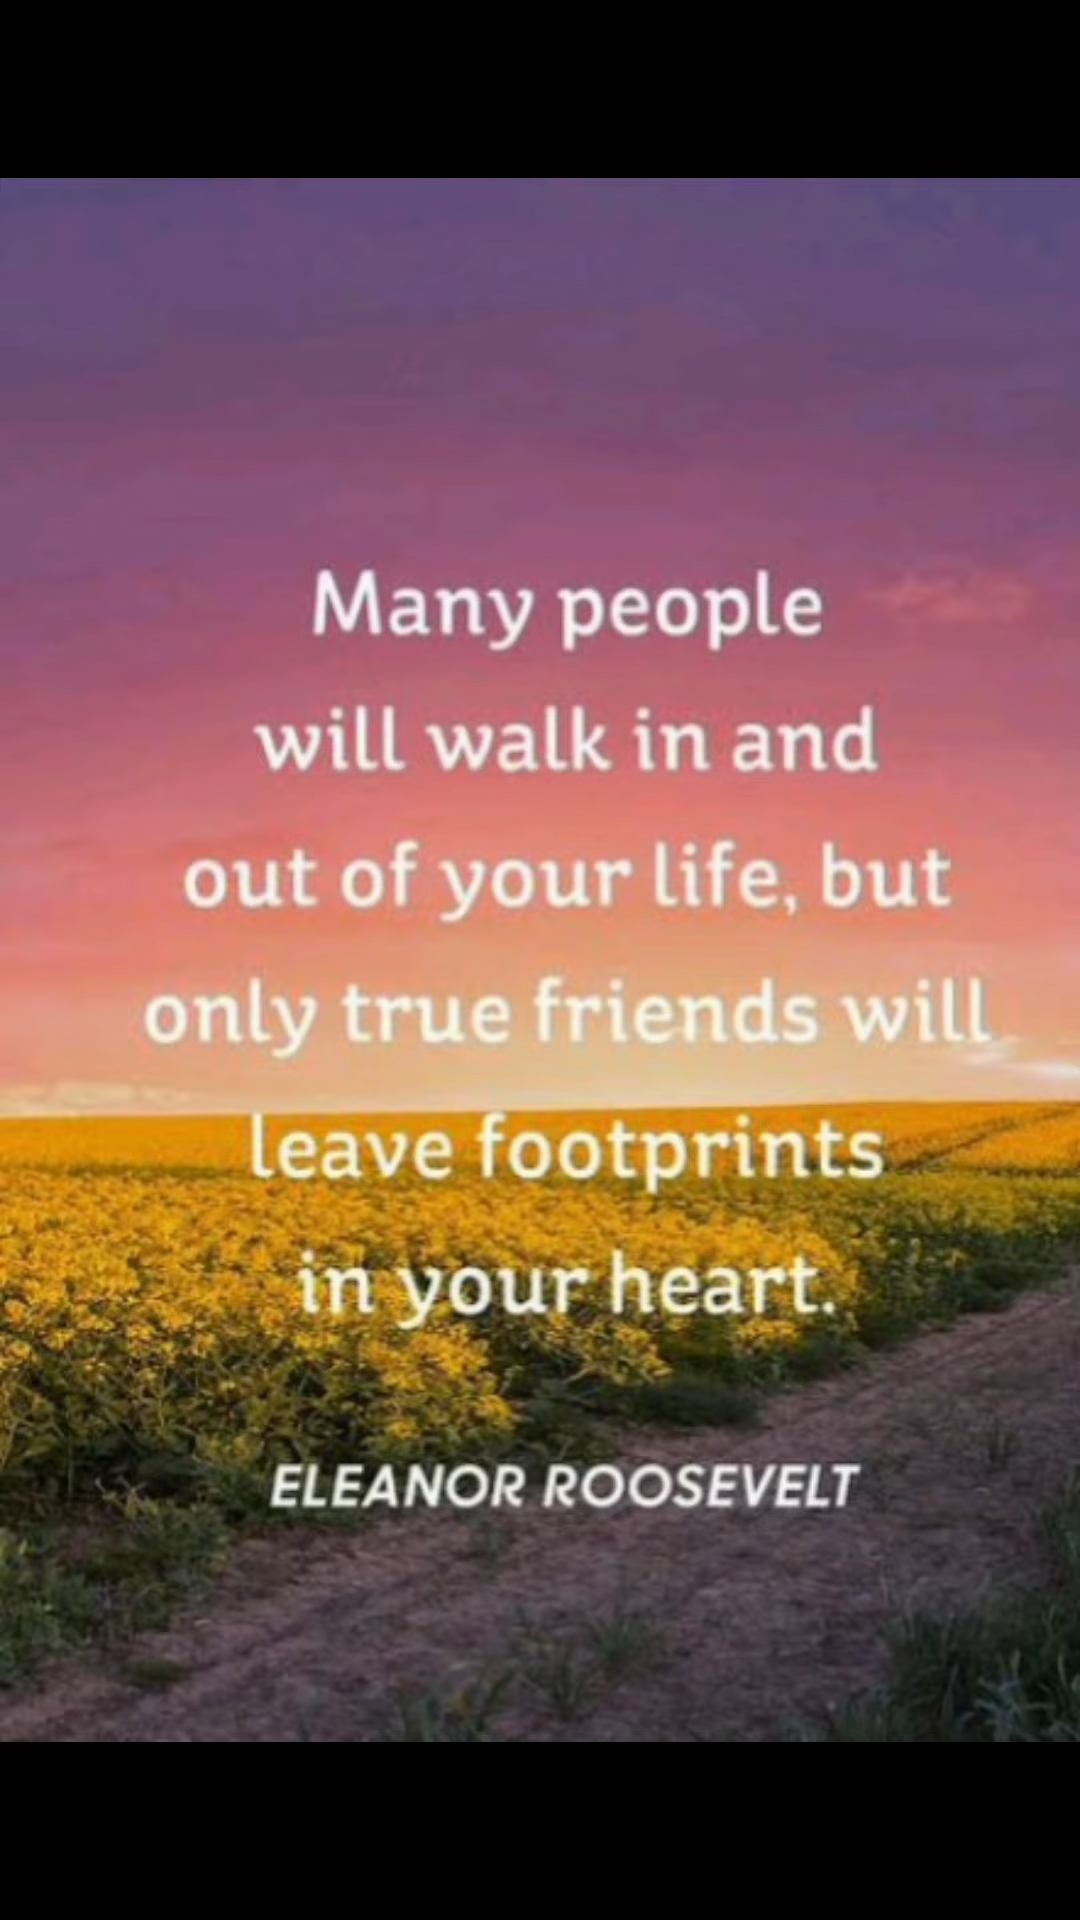 Many people
will walk in and
out of your life, but
only true friends will
leave footprints
in your heart.
ELEANOR ROOSEVELT